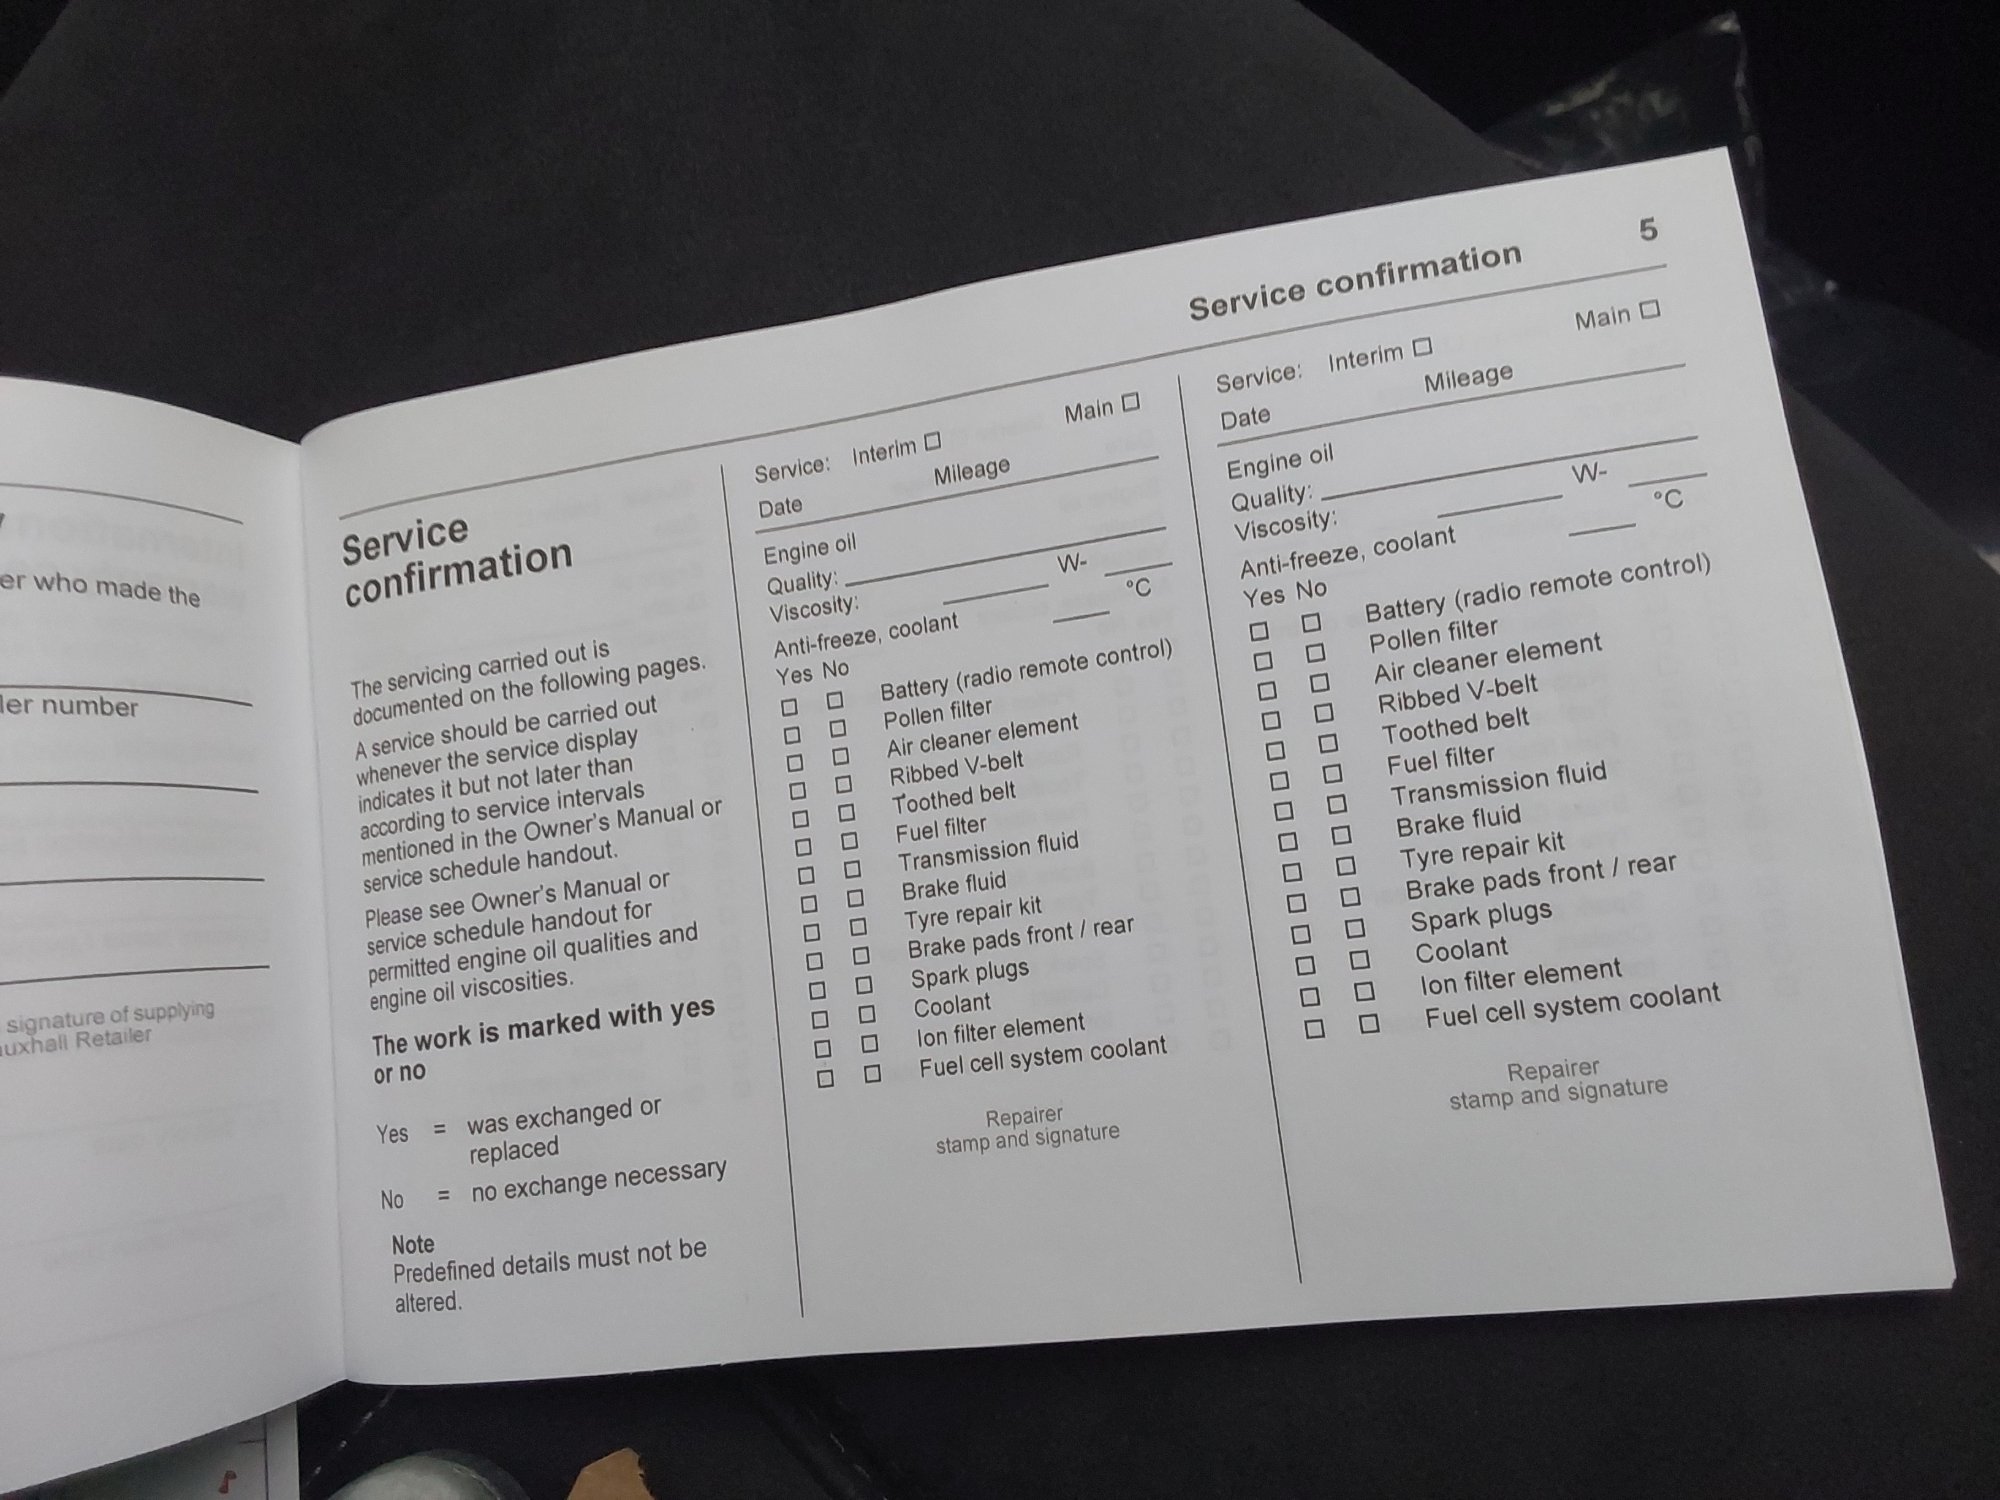 er who made the
ler number
signature of supplying
auxhall Retailer
Service confirmation 5
Service
confirmation
The servicing carried out is
documented on the following pages.
A service should be carried out
whenever the service display
indicates it but not later than
according to service intervals
mentioned in the Owner's Manual or
service schedule handout.
Please see Owner's Manual or
service schedule handout for
permitted engine oil qualities and
engine oil viscosities.
The work is marked with yes
or no
Yes = was exchanged or
replaced
No = no exchange necessary
Note
Predefined details must not be
altered.
Service: Interim ☐ Main ☐
Date Mileage
Engine oil
Quality:
Viscosity: W-
Anti-freeze, coolant °C
Yes No
☐ ☐ Battery (radio remote control)
☐ ☐ Pollen filter
☐ ☐ Air cleaner element
☐ ☐ Ribbed V-belt
☐ ☐ Toothed belt
☐ ☐ Fuel filter
☐ ☐ Transmission fluid
☐ ☐ Brake fluid
☐ ☐ Tyre repair kit
☐ ☐ Brake pads front / rear
☐ ☐ Spark plugs
☐ ☐ Coolant
☐ ☐ Ion filter element
☐ ☐ Fuel cell system coolant
Repairer
stamp and signature
Service: Interim ☐ Main ☐
Date Mileage
Engine oil
Quality:
Viscosity: W-
Anti-freeze, coolant °C
Yes No
☐ ☐ Battery (radio remote control)
☐ ☐ Pollen filter
☐ ☐ Air cleaner element
☐ ☐ Ribbed V-belt
☐ ☐ Toothed belt
☐ ☐ Fuel filter
☐ ☐ Transmission fluid
☐ ☐ Brake fluid
☐ ☐ Tyre repair kit
☐ ☐ Brake pads front / rear
☐ ☐ Spark plugs
☐ ☐ Coolant
☐ ☐ Ion filter element
☐ ☐ Fuel cell system coolant
Repairer
stamp and signature